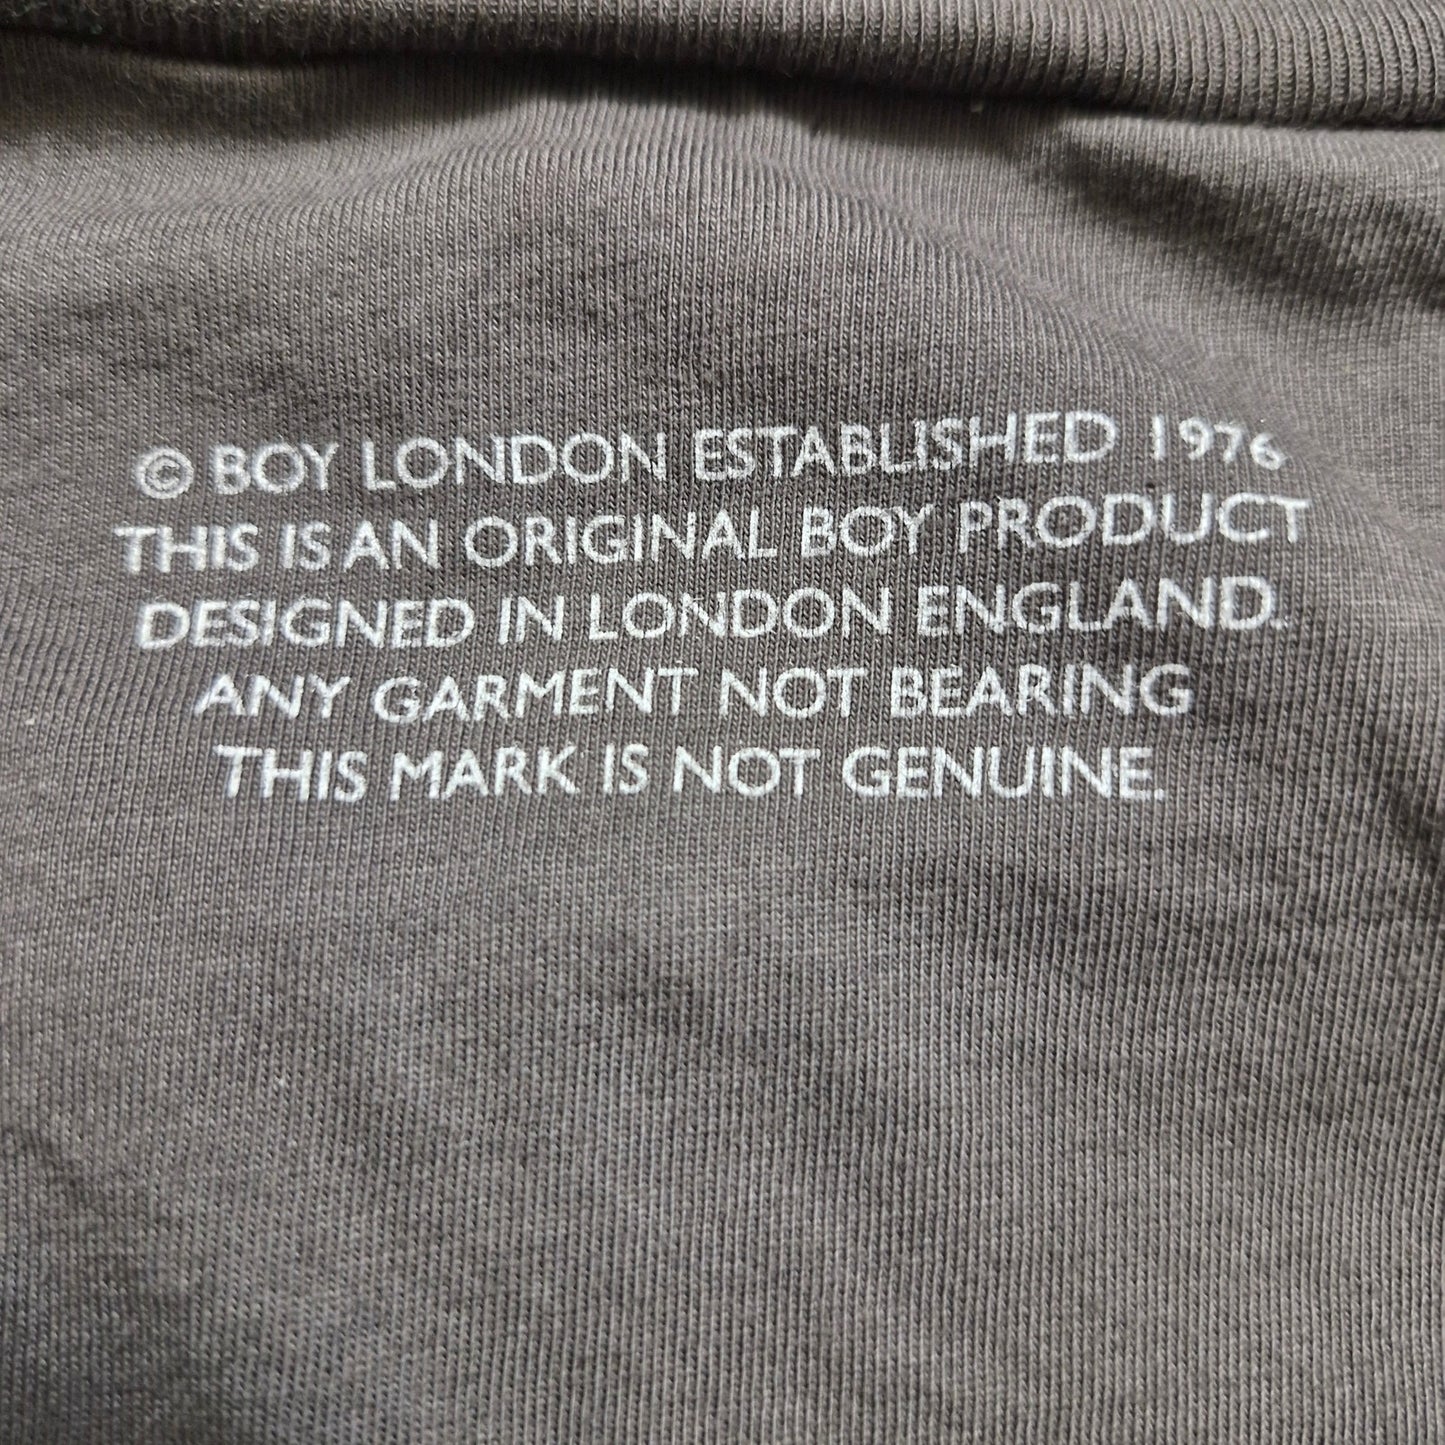 © BOY LONDON ESTABLISHED 1976
THIS IS AN ORIGINAL BOY PRODUCT
DESIGNED IN LONDON ENGLAND.
ANY GARMENT NOT BEARING
THIS MARK IS NOT GENUINE.